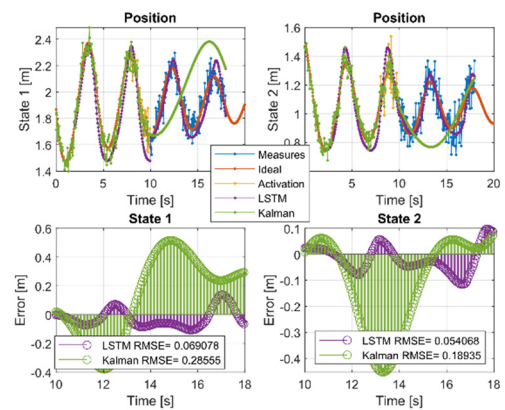 Position
Position
State 1 [m]
2.4
2.2
2
1.8
1.6
1.4
0
5
10
15
Time [s]
State 2 [m]
1.6
1.4
1.2
1
0.8
0
5
10
15
20
Time [s]
Measures
Ideal
Activation
LSTM
Kalman
State 1
State 2
Error [m]
0.6
0.4
0.2
0
-0.2
-0.4
LSTM RMSE= 0.069078
Kalman RMSE= 0.28555
10
12
14
16
18
Time [s]
Error [m]
0.1
0
-0.1
-0.2
-0.3
-0.4
LSTM RMSE= 0.054068
Kalman RMSE= 0.18935
10
12
14
16
18
Time [s]